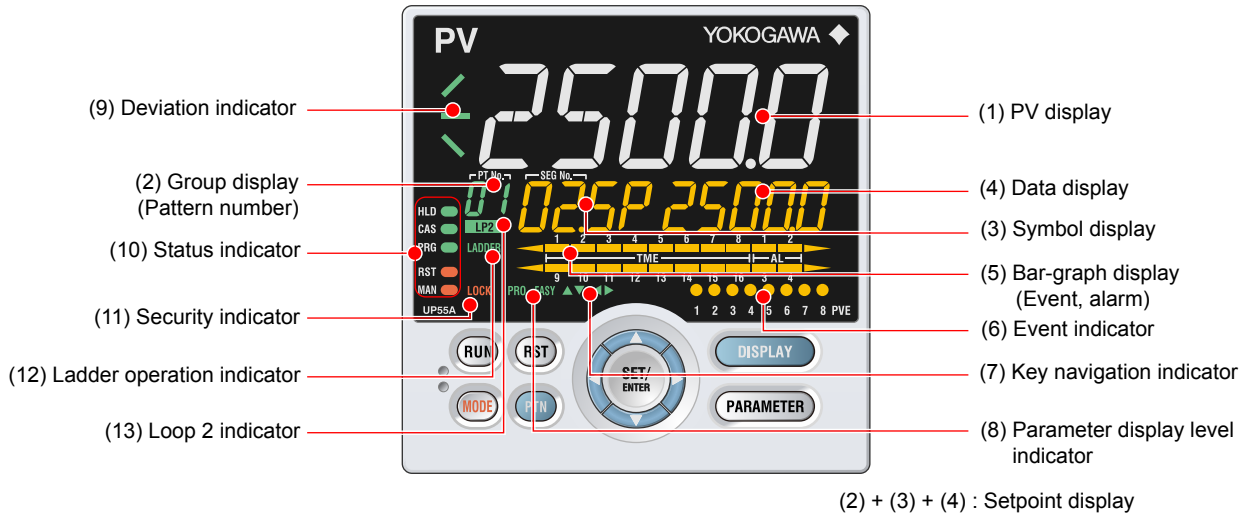 PV YOKOGAWA
2500.0
(9) Deviation indicator
(1) PV display
PT No. SEG No.
(2) Group display
(Pattern number)
01 02.SP 250.00
(4) Data display
HLD
CAS LP2
(3) Symbol display
1 2 3 4 5 6 7 8 1 2
(10) Status indicator
PRG LADDER
TME AL
(5) Bar-graph display
(Event, alarm)
RST
9 10 11 12 13 14 15 16 3 4
MAN LOCK PRO EASY
(11) Security indicator
UP55A
1 2 3 4 5 6 7 8 PVE
(6) Event indicator
RUN RST
SET/
ENTER
DISPLAY
(12) Ladder operation indicator
(7) Key navigation indicator
MODE PTN
PARAMETER
(13) Loop 2 indicator
(8) Parameter display level
indicator
(2) + (3) + (4) : Setpoint display